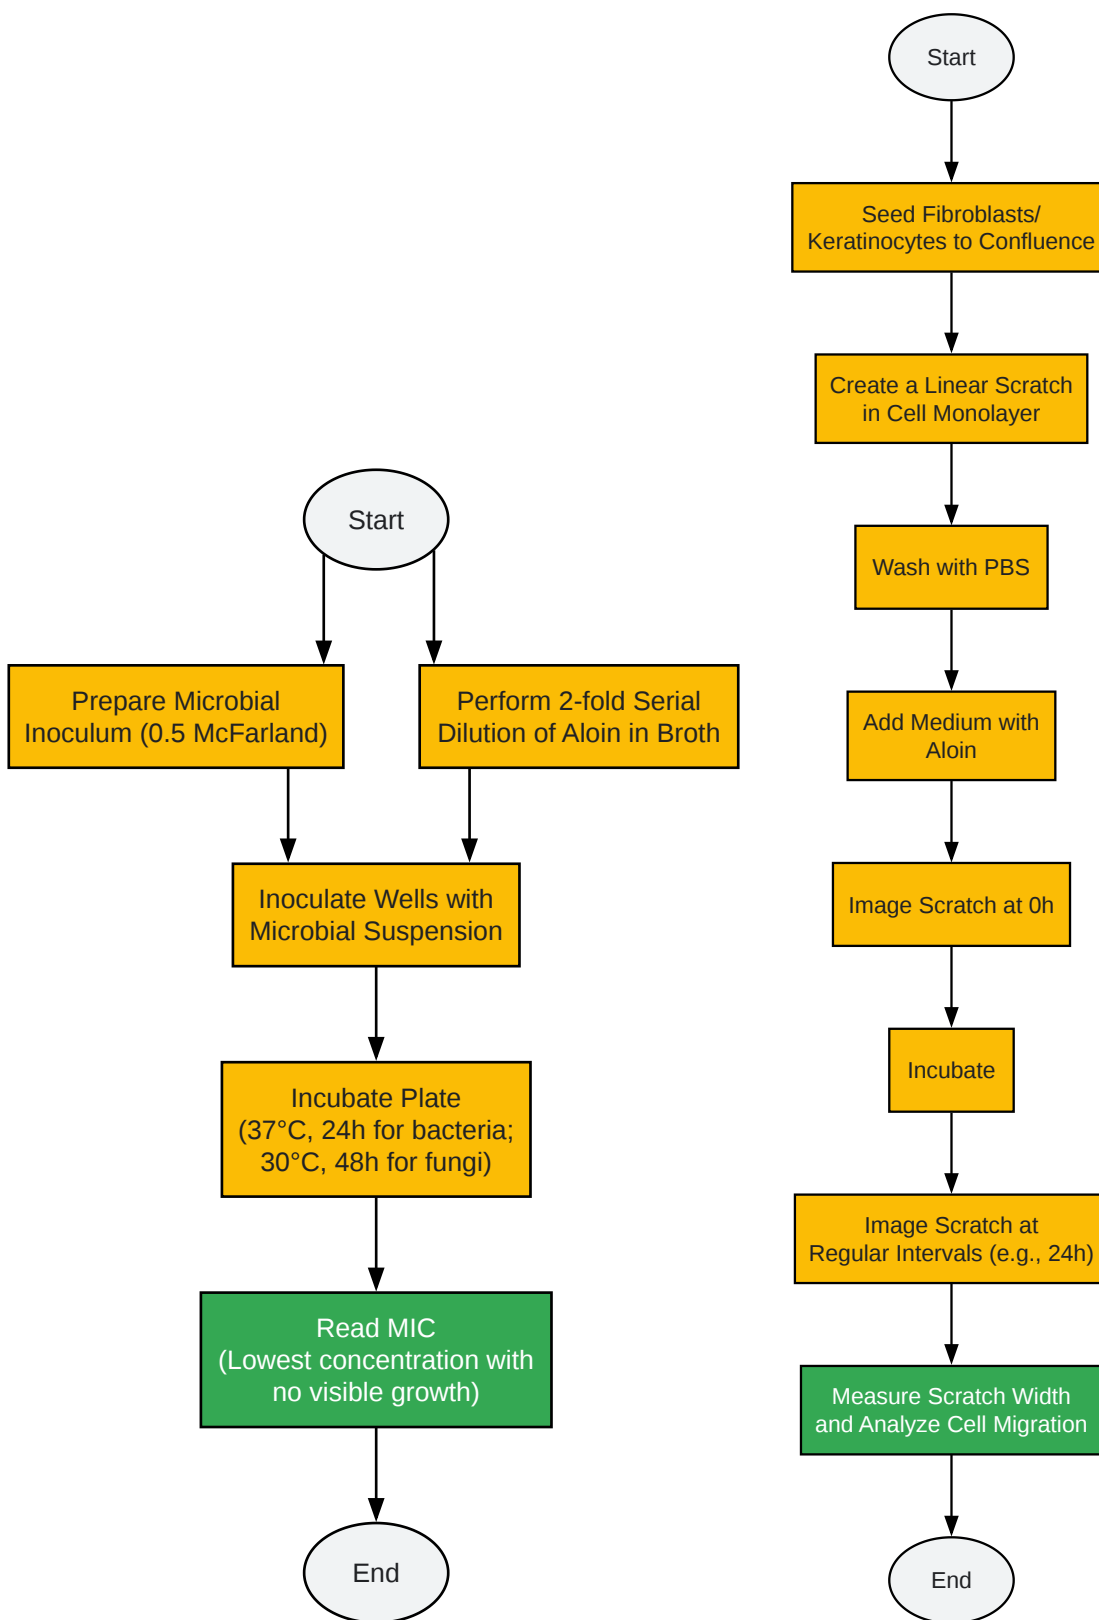 Start
Prepare Microbial
Inoculum (0.5 McFarland)
Perform 2-fold Serial
Dilution of Aloin in Broth
Inoculate Wells with
Microbial Suspension
Incubate Plate
(37°C, 24h for bacteria;
30°C, 48h for fungi)
Read MIC
(Lowest concentration with
no visible growth)
End
Start
Seed Fibroblasts/
Keratinocytes to Confluence
Create a Linear Scratch
in Cell Monolayer
Wash with PBS
Add Medium with
Aloin
Image Scratch at 0h
Incubate
Image Scratch at
Regular Intervals (e.g., 24h)
Measure Scratch Width
and Analyze Cell Migration
End